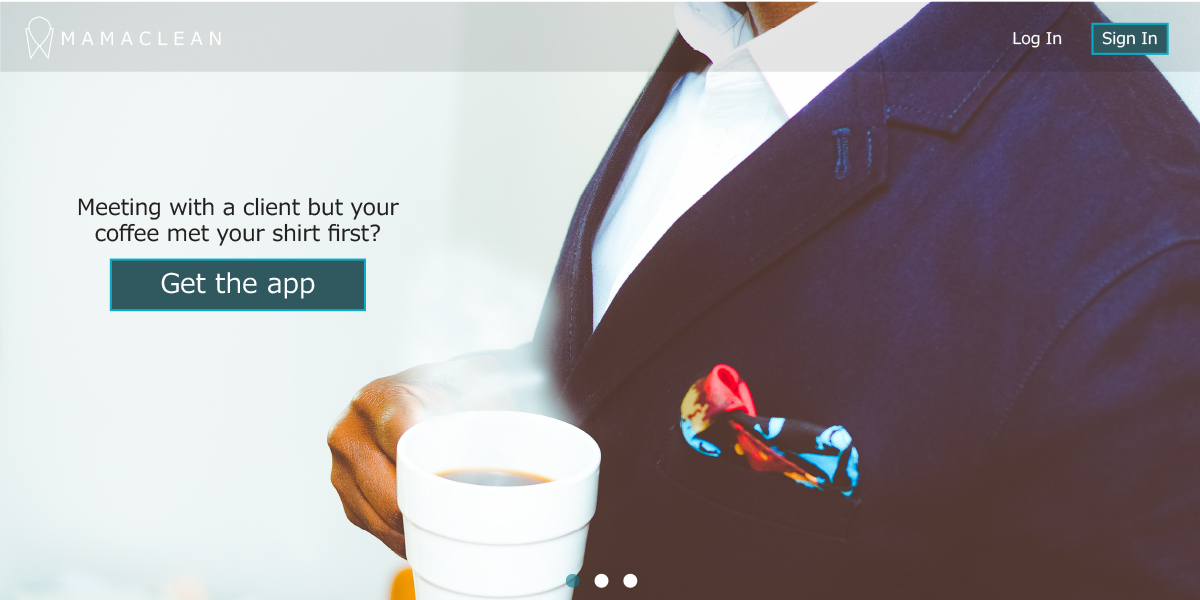 MAMACLEAN
Log In
Sign In
Meeting with a client but your
coffee met your shirt first?
Get the app